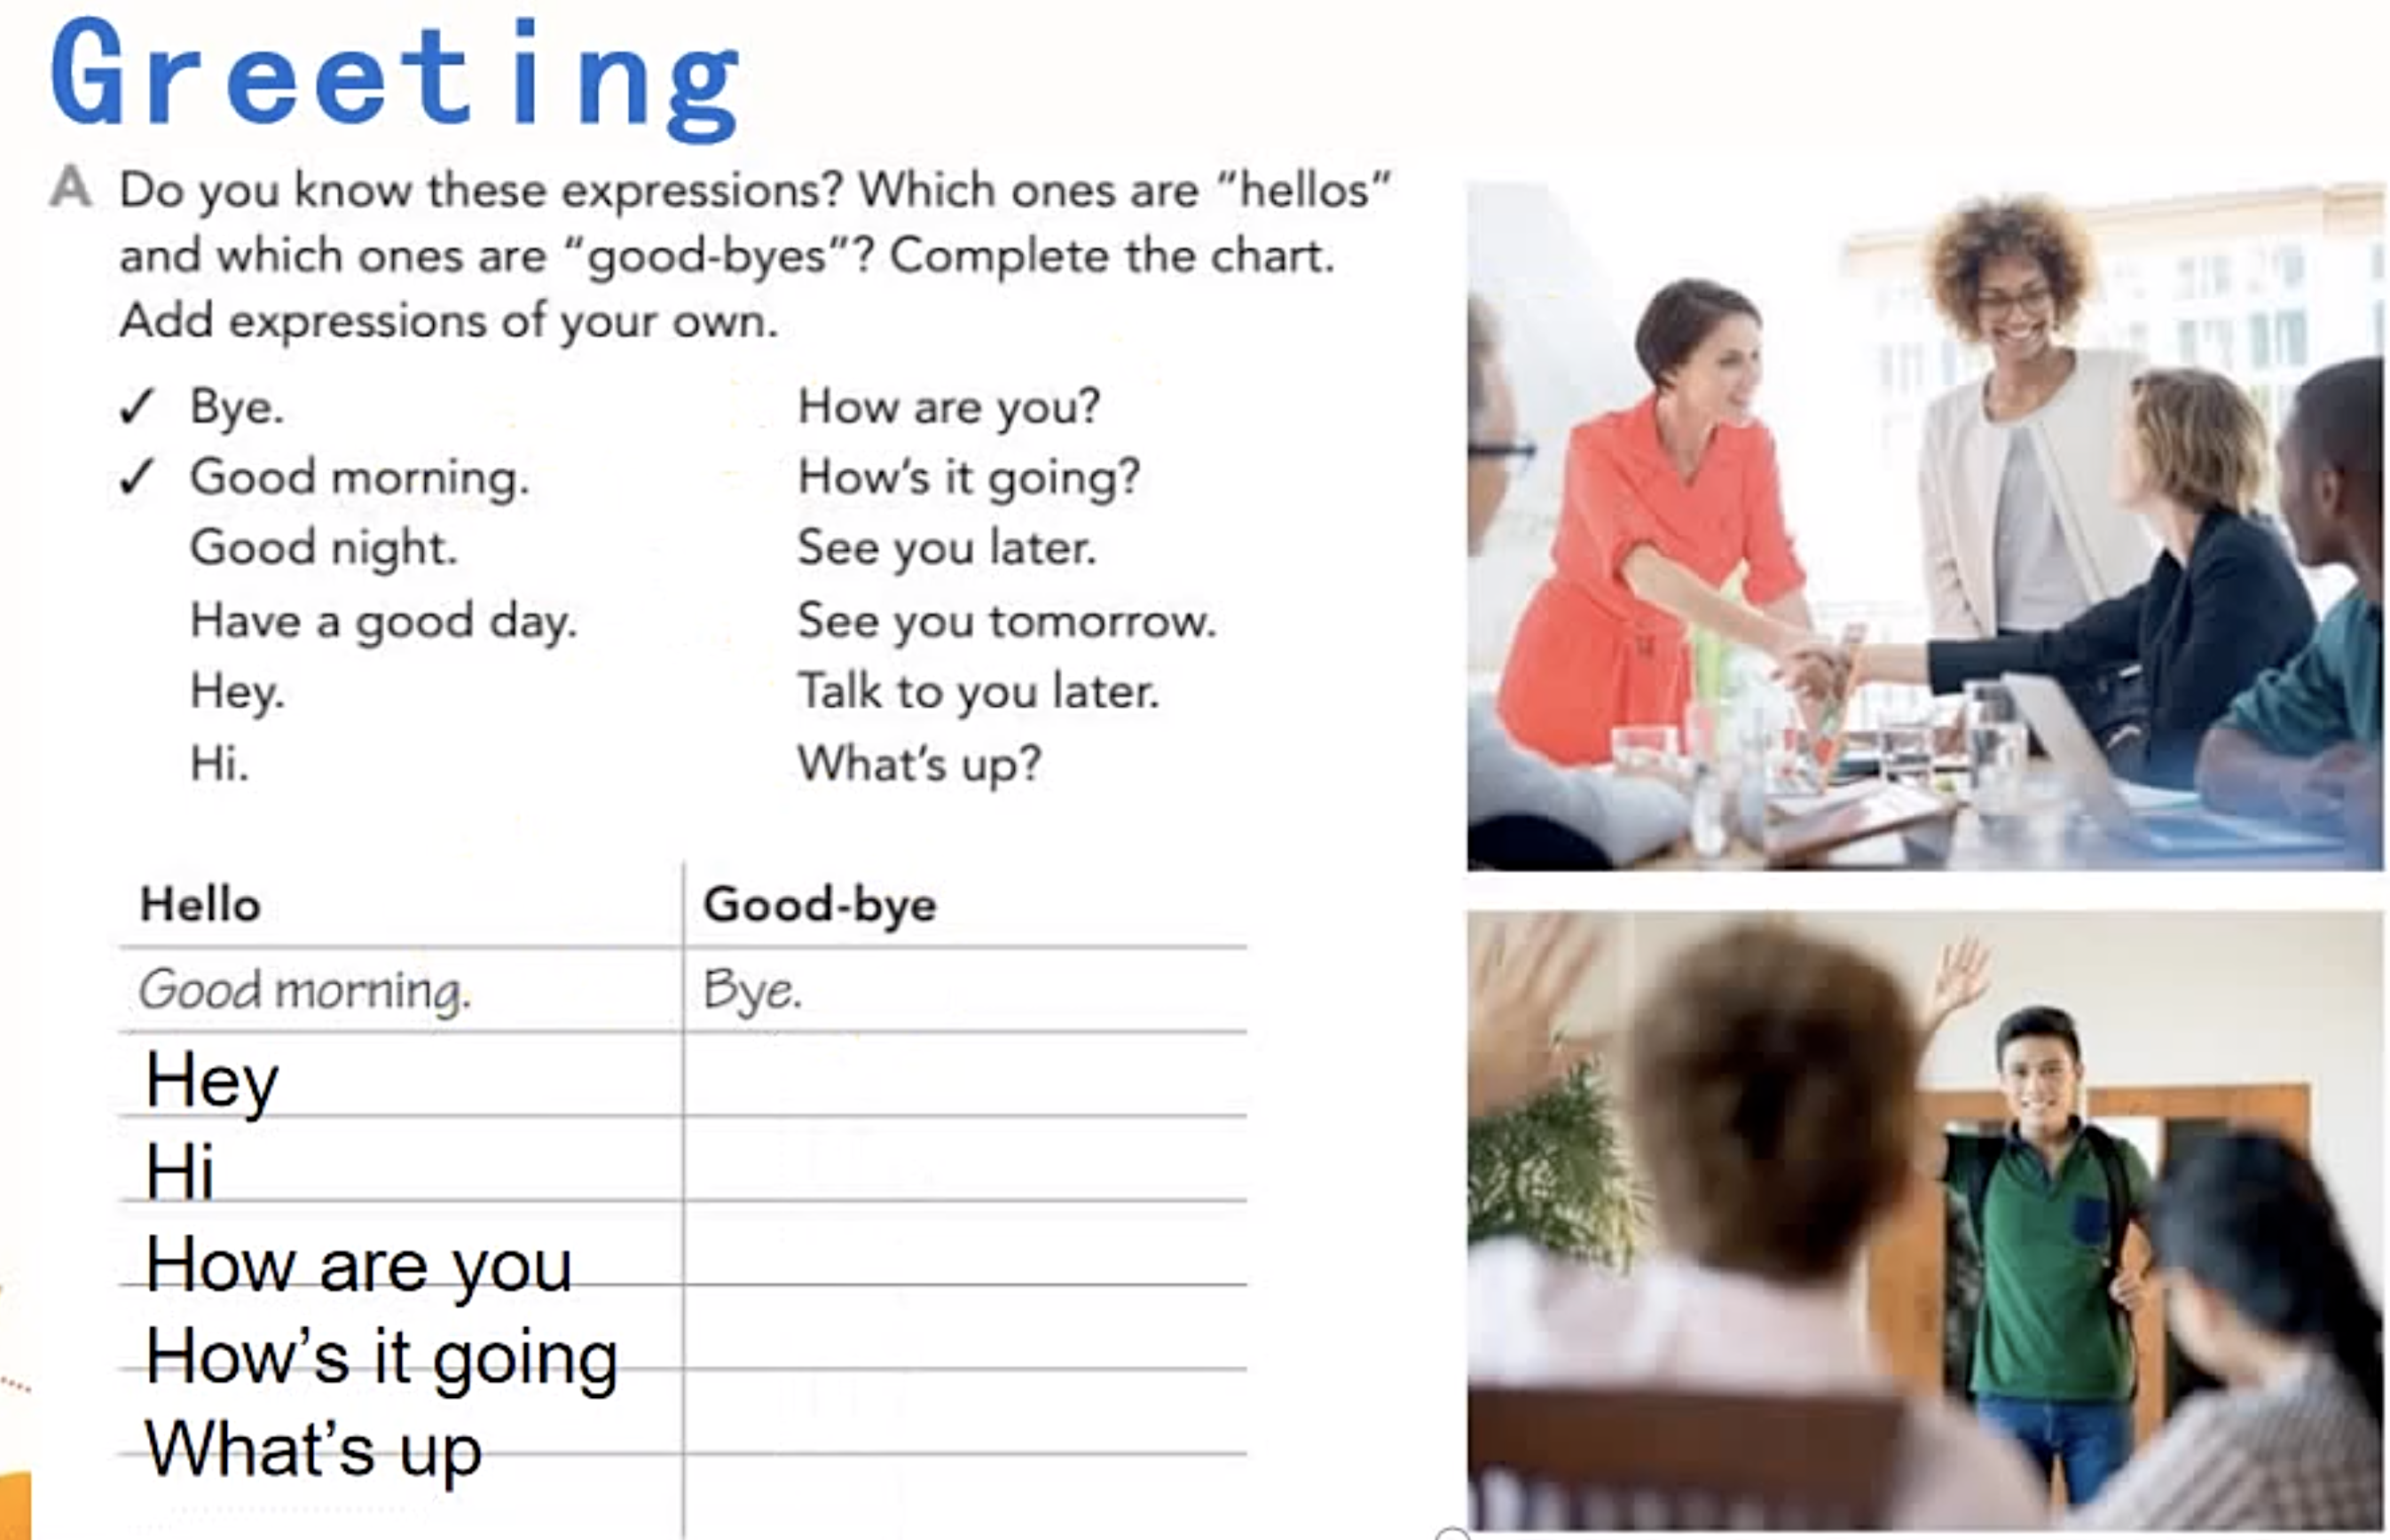 Greeting
A Do you know these expressions? Which ones are “hellos”
and which ones are “good-byes”? Complete the chart.
Add expressions of your own.
✓ Bye.
✓ Good morning.
Good night.
Have a good day.
Hey.
Hi.
How are you?
How’s it going?
See you later.
See you tomorrow.
Talk to you later.
What’s up?
Hello Good-bye
Good morning. Bye.
Hey
Hi
How are you
How’s it going
What’s up